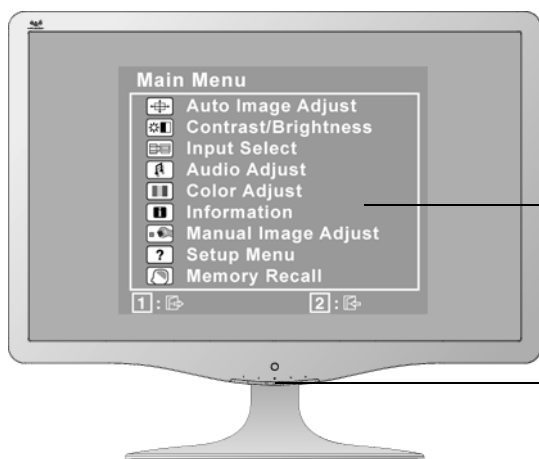 Main Menu
Auto Image Adjust
Contrast/Brightness
Input Select
Audio Adjust
Color Adjust
Information
Manual Image Adjust
? Setup Menu
Memory Recall
1 : 2 :